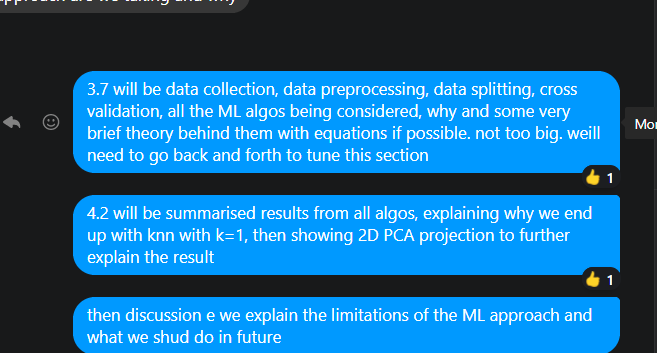 approach are we taking and why
3.7 will be data collection, data preprocessing, data splitting, cross
validation, all the ML algos being considered, why and some very
brief theory behind them with equations if possible. not too big. weill
need to go back and forth to tune this section
Mor
1
4.2 will be summarised results from all algos, explaining why we end
up with knn with k=1, then showing 2D PCA projection to further
explain the result
1
then discussion e we explain the limitations of the ML approach and
what we shud do in future